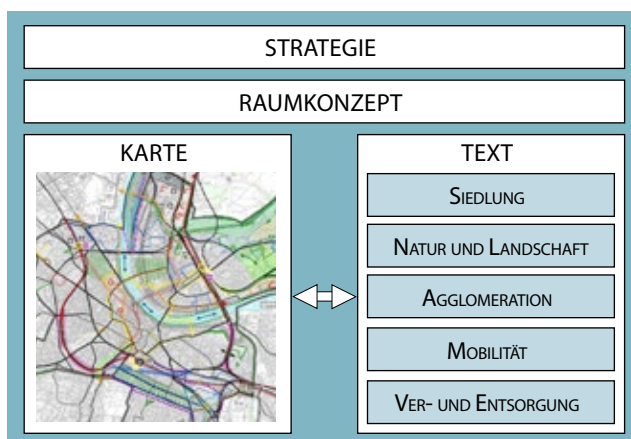 STRATEGIE
RAUMKONZEPT
KARTE
TEXT
SIEDLUNG
NATUR UND LANDSCHAFT
AGGLOMERATION
MOBILITÄT
VER- UND ENTSORGUNG